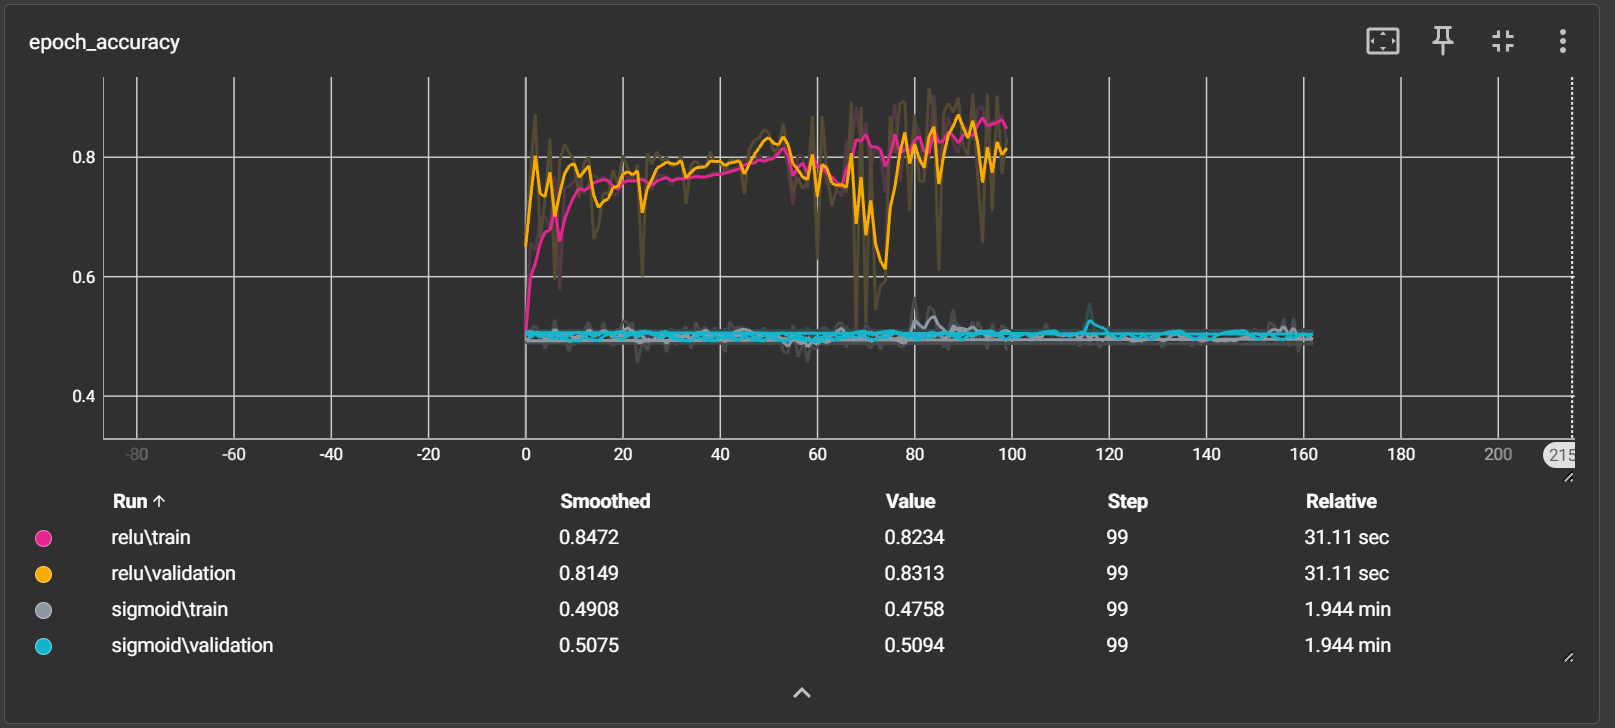 epoch_accuracy
0.8
0.6
0.4
-80 -60 -40 -20 0 20 40 60 80 100 120 140 160 180 200 215
Run ↑ Smoothed Value Step Relative
relu\train 0.8472 0.8234 99 31.11 sec
relu\validation 0.8149 0.8313 99 31.11 sec
sigmoid\train 0.4908 0.4758 99 1.944 min
sigmoid\validation 0.5075 0.5094 99 1.944 min